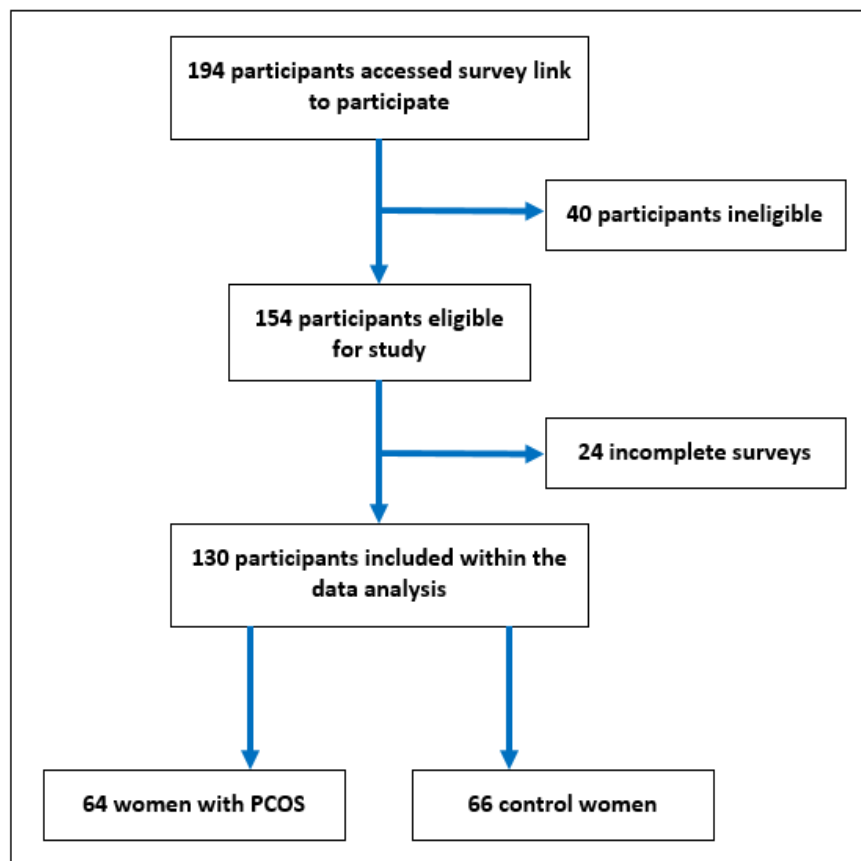 194 participants accessed survey link
to participate
40 participants ineligible
154 participants eligible
for study
24 incomplete surveys
130 participants included within the
data analysis
64 women with PCOS
66 control women